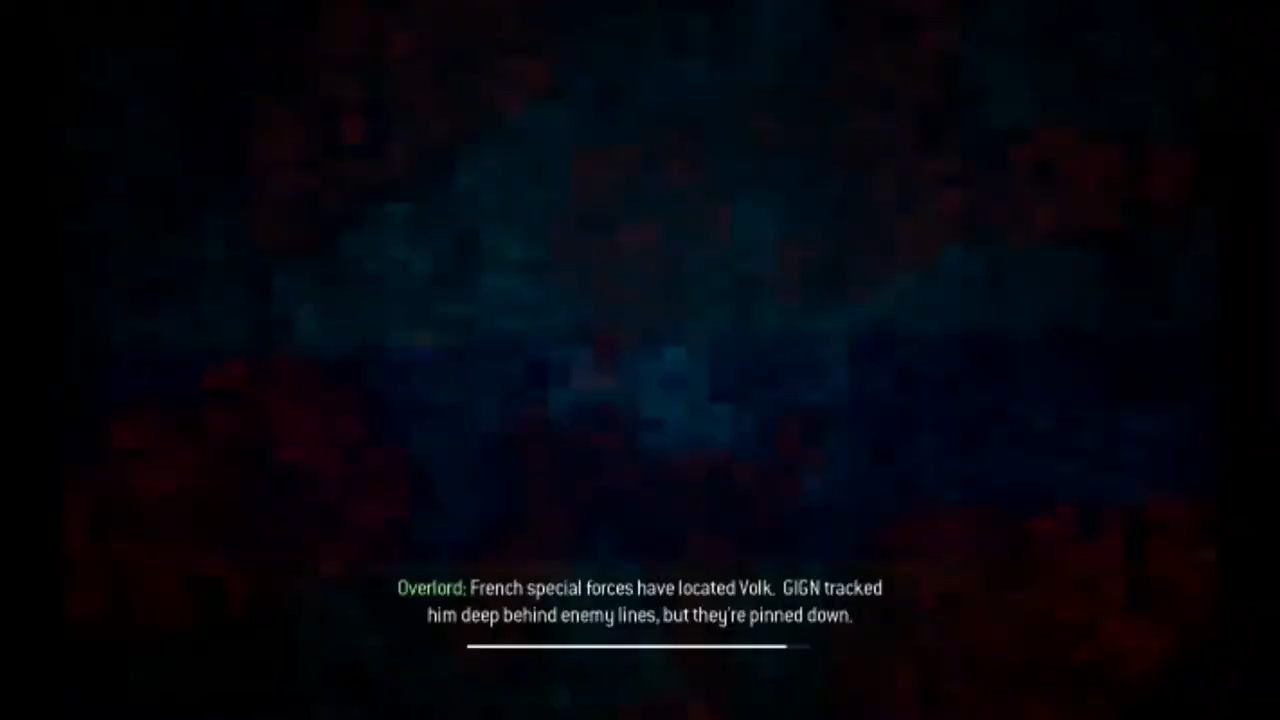 Overlord: French special forces have located Volk.  GIGN tracked
him deep behind enemy lines, but they're pinned down.